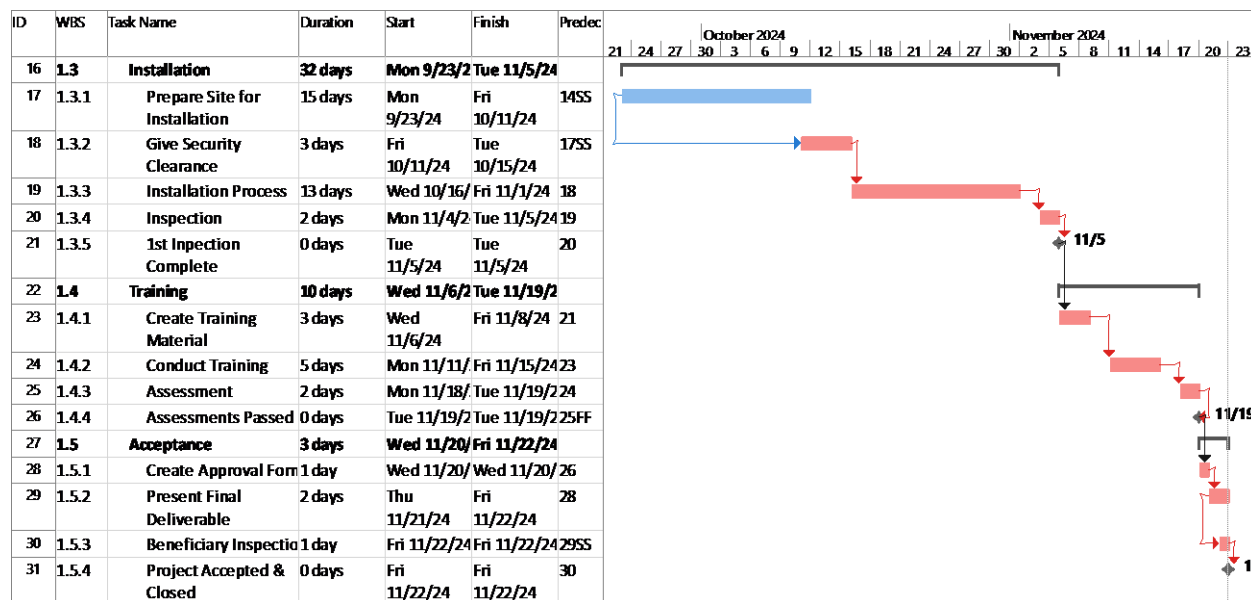 ID WBS Task Name Duration Start Finish Predec
October 2024 November 2024
21 24 27 30 3 6 9 12 15 18 21 24 27 30 2 5 8 11 14 17 20 23
16 1.3 Installation 32 days Mon 9/23/2 Tue 11/5/24
17 1.3.1 Prepare Site for 15 days Mon Fri 14SS
Installation 9/23/24 10/11/24
18 1.3.2 Give Security 3 days Fri Tue 17SS
Clearance 10/11/24 10/15/24
19 1.3.3 Installation Process 13 days Wed 10/16/ Fri 11/1/24 18
20 1.3.4 Inspection 2 days Mon 11/4/2 Tue 11/5/24 19
21 1.3.5 1st Inpection 0 days Tue Tue 20 11/5
Complete 11/5/24 11/5/24
22 1.4 Training 10 days Wed 11/6/2 Tue 11/19/2
23 1.4.1 Create Training 3 days Wed Fri 11/8/24 21
Material 11/6/24
24 1.4.2 Conduct Training 5 days Mon 11/11/ Fri 11/15/24 23
25 1.4.3 Assessment 2 days Mon 11/18/ Tue 11/19/2 24
26 1.4.4 Assessments Passed 0 days Tue 11/19/2 Tue 11/19/2 25FF 11/19
27 1.5 Acceptance 3 days Wed 11/20/ Fri 11/22/24
28 1.5.1 Create Approval Form 1 day Wed 11/20/ Wed 11/20/ 26
29 1.5.2 Present Final 2 days Thu Fri 28
Deliverable 11/21/24 11/22/24
30 1.5.3 Beneficiary Inspectio 1 day Fri 11/22/24 Fri 11/22/24 29SS
31 1.5.4 Project Accepted & 0 days Fri Fri 30 1
Closed 11/22/24 11/22/24